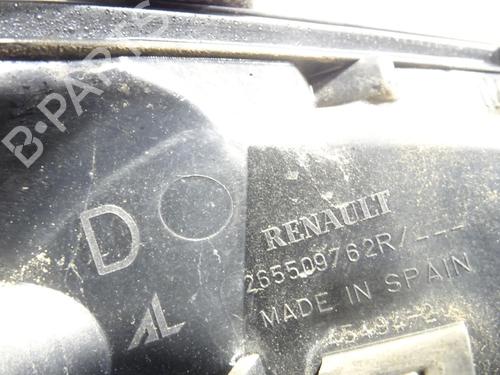 B-PARTS
D
RENAULT
265509762R/---
MADE IN SPAIN
AL